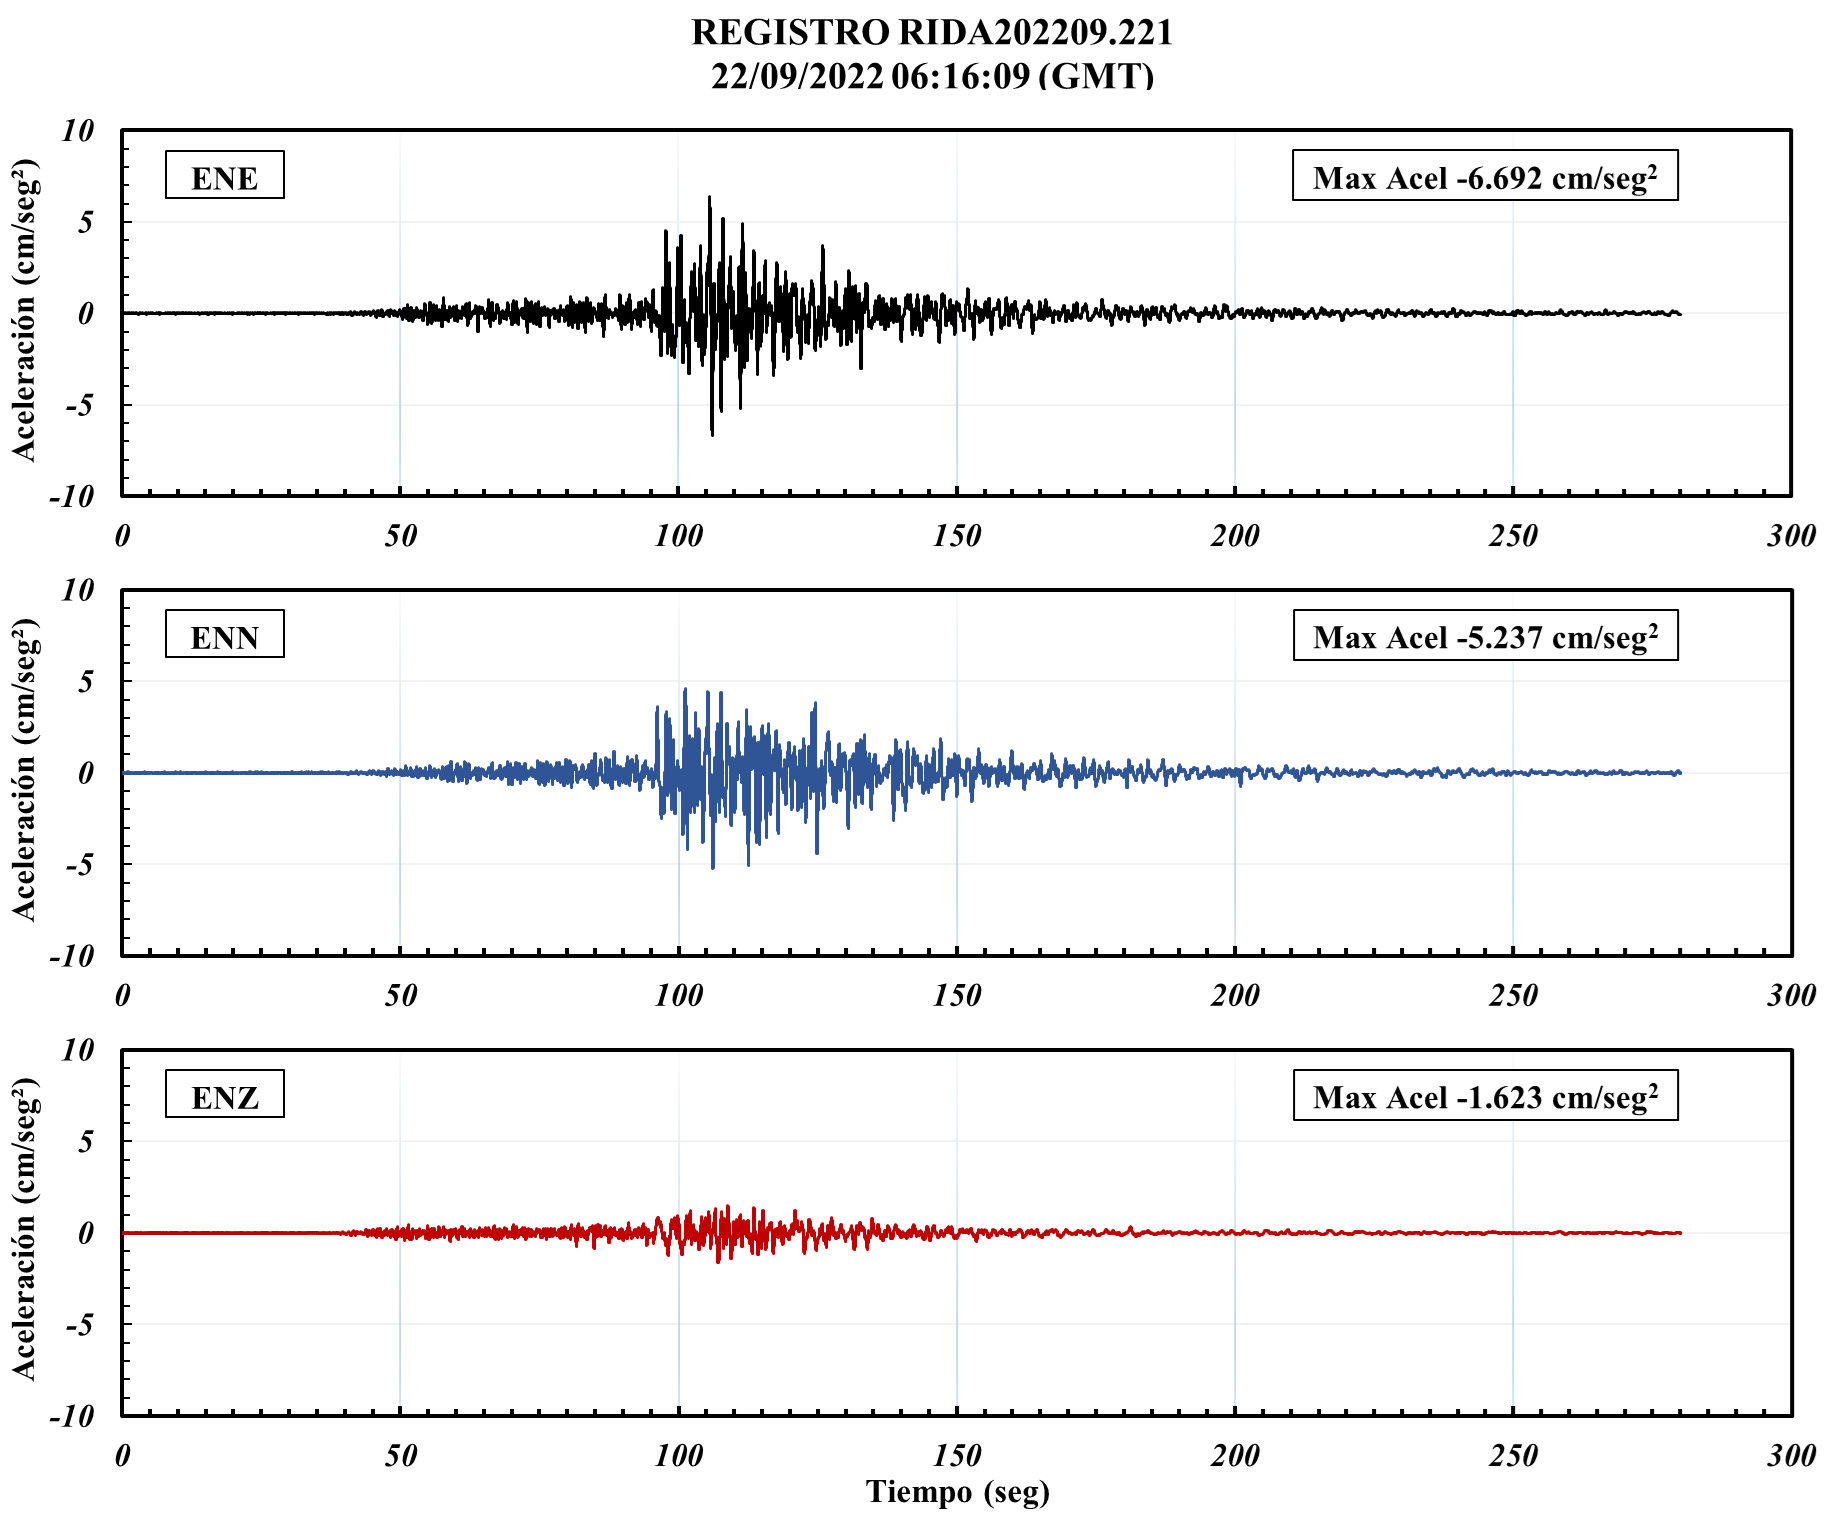 REGISTRO RIDA202209.221
22/09/2022 06:16:09 (GMT)
Aceleración (cm/seg²)
10
5
0
-5
-10
ENE
Max Acel -6.692 cm/seg²
0 50 100 150 200 250 300
Aceleración (cm/seg²)
10
5
0
-5
-10
ENN
Max Acel -5.237 cm/seg²
0 50 100 150 200 250 300
Aceleración (cm/seg²)
10
5
0
-5
-10
ENZ
Max Acel -1.623 cm/seg²
0 50 100 150 200 250 300
Tiempo (seg)